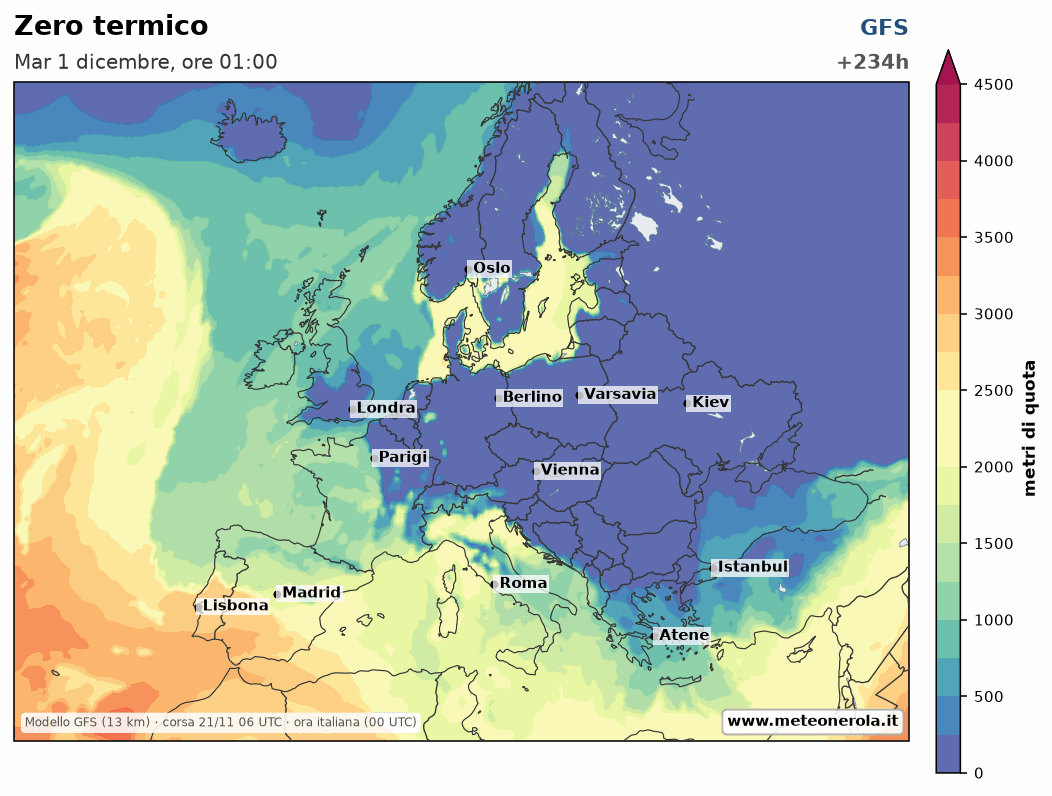 Zero termico
GFS
Mar 1 dicembre, ore 01:00
+234h
4500
4000
3500
3000
2500
2000
1500
1000
500
0
metri di quota
Oslo
Berlino
Varsavia
Kiev
Londra
Parigi
Vienna
Istanbul
Roma
Madrid
Lisbona
Atene
Modello GFS (13 km) · corsa 21/11 06 UTC · ora italiana (00 UTC)
www.meteonerola.it